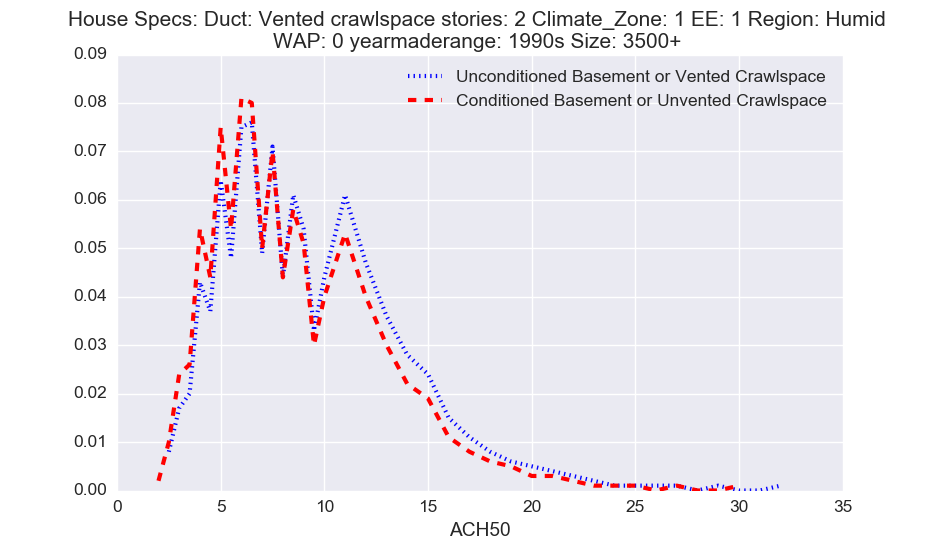 House Specs: Duct: Vented crawlspace stories: 2 Climate_Zone: 1 EE: 1 Region: Humid
WAP: 0 yearmaderange: 1990s Size: 3500+
0.09
0.08
0.07
0.06
0.05
0.04
0.03
0.02
0.01
0.00
Unconditioned Basement or Vented Crawlspace
Conditioned Basement or Unvented Crawlspace
0 5 10 15 20 25 30 35
ACH50